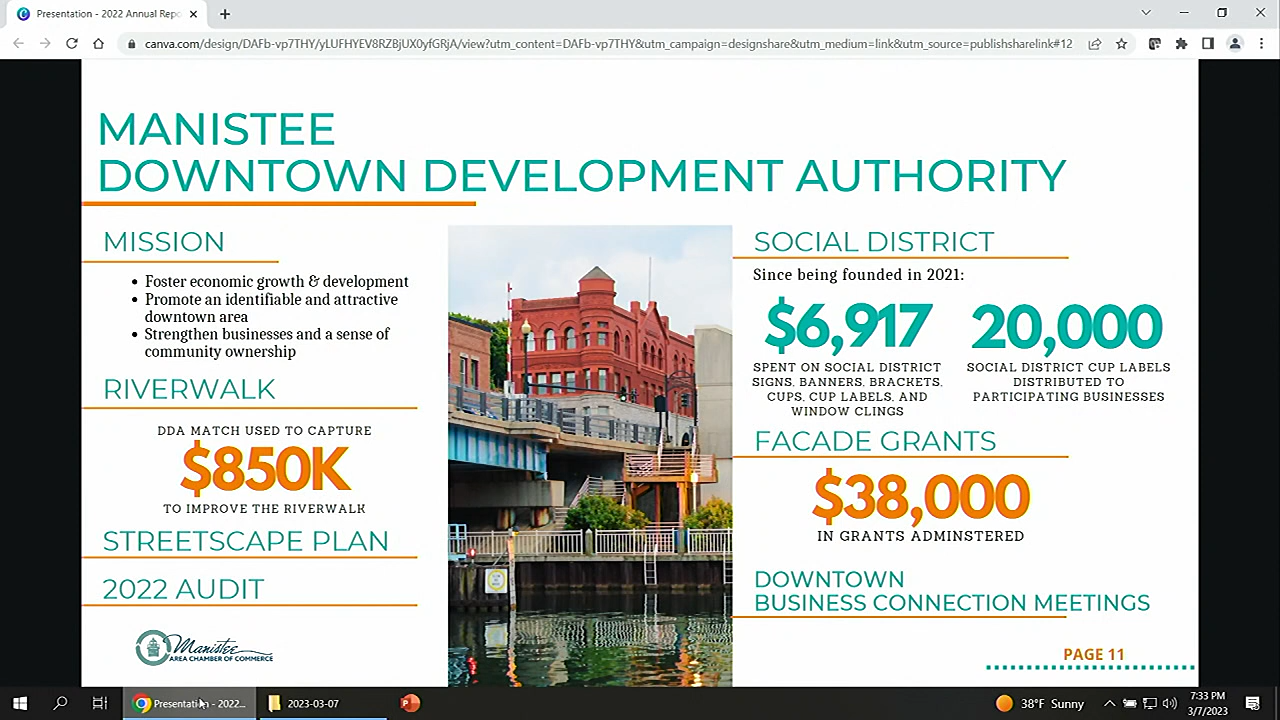 Presentation - 2022 Annual Repo
canva.com/design/DAFb-vp7THY/yLUFHYEV8RZBjUX0yfGRjA/view?utm_content=DAFb-vp7THY&utm_campaign=designshare&utm_medium=link&utm_source=publishsharelink#12
MANISTEE
DOWNTOWN DEVELOPMENT AUTHORITY
MISSION
• Foster economic growth & development
• Promote an identifiable and attractive
downtown area
• Strengthen businesses and a sense of
community ownership
RIVERWALK
DDA MATCH USED TO CAPTURE
$850K
TO IMPROVE THE RIVERWALK
STREETSCAPE PLAN
2022 AUDIT
Manistee
AREA CHAMBER OF COMMERCE
SOCIAL DISTRICT
Since being founded in 2021:
$6,917
SPENT ON SOCIAL DISTRICT
SIGNS, BANNERS, BRACKETS,
CUPS, CUP LABELS, AND
WINDOW CLINGS
20,000
SOCIAL DISTRICT CUP LABELS
DISTRIBUTED TO
PARTICIPATING BUSINESSES
FACADE GRANTS
$38,000
IN GRANTS ADMINSTERED
DOWNTOWN
BUSINESS CONNECTION MEETINGS
PAGE 11
Presentation - 2022...
2023-03-07
38°F Sunny
7:33 PM
3/7/2023